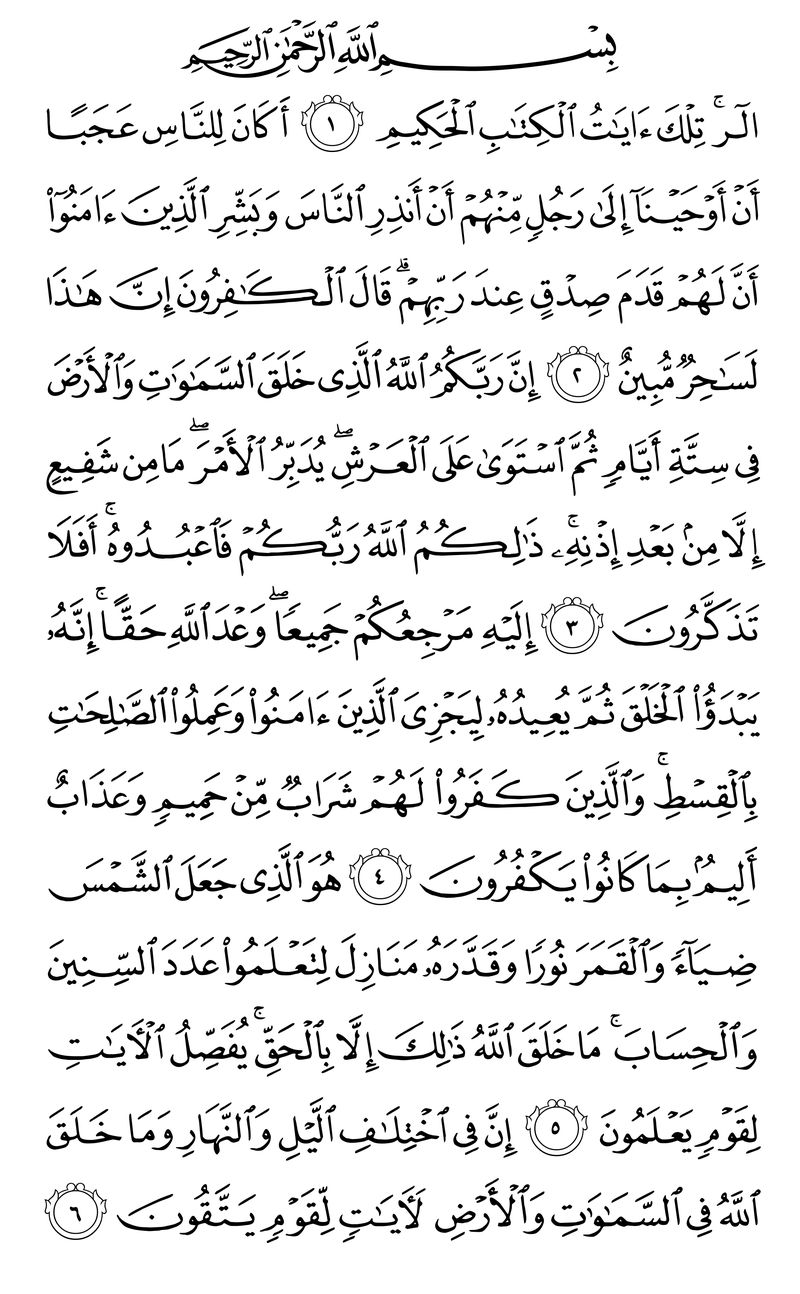 بِسْمِ ٱللَّهِ ٱلرَّحْمَٰنِ ٱلرَّحِيمِ
الٓر ۚ تِلْكَ ءَايَٰتُ ٱلْكِتَٰبِ ٱلْحَكِيمِ ١ أَكَانَ لِلنَّاسِ عَجَبًا
أَنْ أَوْحَيْنَآ إِلَىٰ رَجُلٍ مِّنْهُمْ أَنْ أَنذِرِ ٱلنَّاسَ وَبَشِّرِ ٱلَّذِينَ ءَامَنُوٓا۟
أَنَّ لَهُمْ قَدَمَ صِدْقٍ عِندَ رَبِّهِمْ ۗ قَالَ ٱلْكَٰفِرُونَ إِنَّ هَٰذَا
لَسَٰحِرٌ مُّبِينٌ ٢ إِنَّ رَبَّكُمُ ٱللَّهُ ٱلَّذِى خَلَقَ ٱلسَّمَٰوَٰتِ وَٱلْأَرْضَ
فِى سِتَّةِ أَيَّامٍ ثُمَّ ٱسْتَوَىٰ عَلَى ٱلْعَرْشِ ۖ يُدَبِّرُ ٱلْأَمْرَ ۖ مَا مِن شَفِيعٍ
إِلَّا مِنۢ بَعْدِ إِذْنِهِۦ ۚ ذَٰلِكُمُ ٱللَّهُ رَبُّكُمْ فَٱعْبُدُوهُ ۚ أَفَلَا
تَذَكَّرُونَ ٣ إِلَيْهِ مَرْجِعُكُمْ جَمِيعًا ۖ وَعْدَ ٱللَّهِ حَقًّا ۚ إِنَّهُۥ
يَبْدَؤُا۟ ٱلْخَلْقَ ثُمَّ يُعِيدُهُۥ لِيَجْزِىَ ٱلَّذِينَ ءَامَنُوا۟ وَعَمِلُوا۟ ٱلصَّٰلِحَٰتِ
بِٱلْقِسْطِ ۚ وَٱلَّذِينَ كَفَرُوا۟ لَهُمْ شَرَابٌ مِّنْ حَمِيمٍ وَعَذَابٌ
أَلِيمٌۢ بِمَا كَانُوا۟ يَكْفُرُونَ ٤ هُوَ ٱلَّذِى جَعَلَ ٱلشَّمْسَ
ضِيَآءً وَٱلْقَمَرَ نُورًا وَقَدَّرَهُۥ مَنَازِلَ لِتَعْلَمُوا۟ عَدَدَ ٱلسِّنِينَ
وَٱلْحِسَابَ ۚ مَا خَلَقَ ٱللَّهُ ذَٰلِكَ إِلَّا بِٱلْحَقِّ ۚ يُفَصِّلُ ٱلْءَايَٰتِ
لِقَوْمٍ يَعْلَمُونَ ٥ إِنَّ فِى ٱخْتِلَٰفِ ٱلَّيْلِ وَٱلنَّهَارِ وَمَا خَلَقَ
ٱللَّهُ فِى ٱلسَّمَٰوَٰتِ وَٱلْأَرْضِ لَءَايَٰتٍ لِّقَوْمٍ يَتَّقُونَ ٦